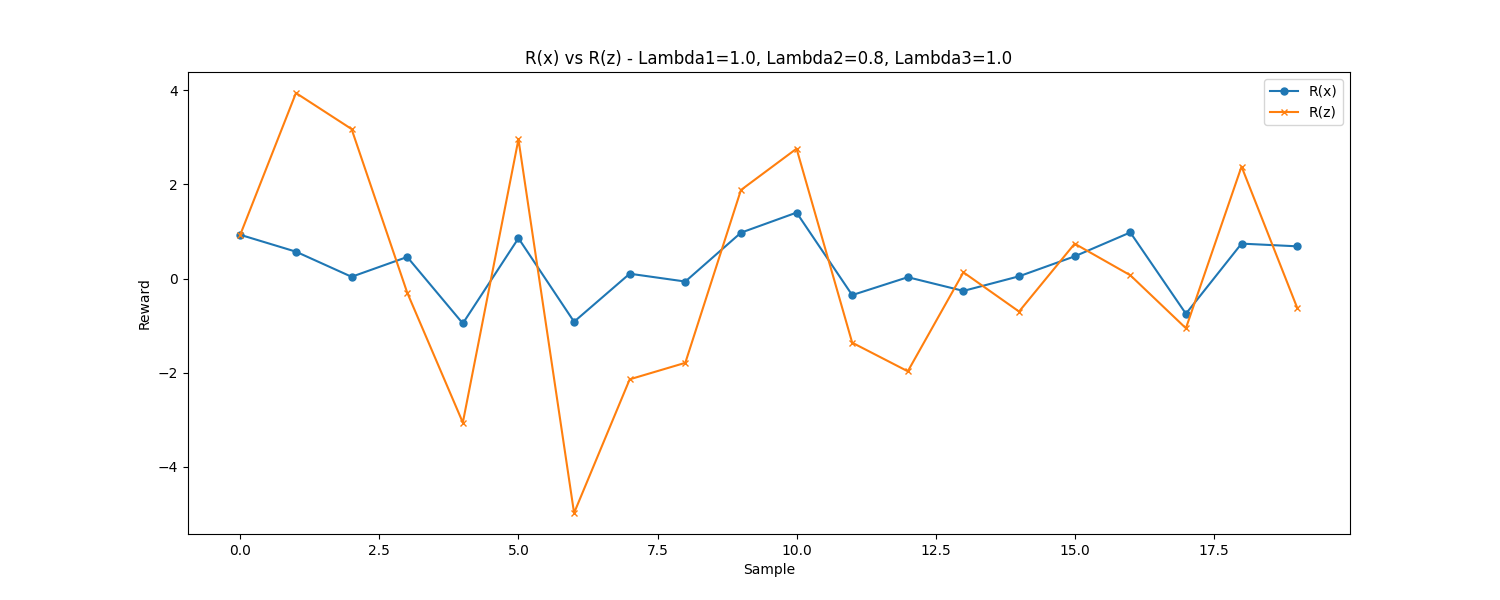 R(x) vs R(z) - Lambda1=1.0, Lambda2=0.8, Lambda3=1.0
R(x)
R(z)
Reward
4
2
0
−2
−4
0.0 2.5 5.0 7.5 10.0 12.5 15.0 17.5
Sample